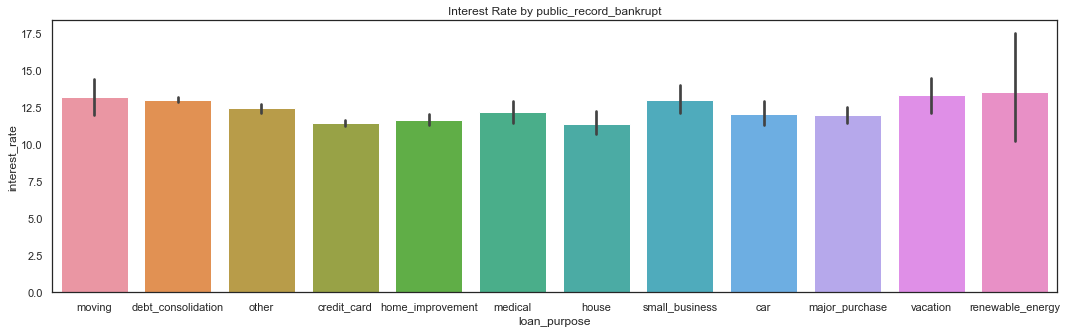 Interest Rate by public_record_bankrupt
17.5
15.0
12.5
10.0
7.5
5.0
2.5
0.0
interest_rate
moving debt_consolidation other credit_card home_improvement medical house small_business car major_purchase vacation renewable_energy
loan_purpose